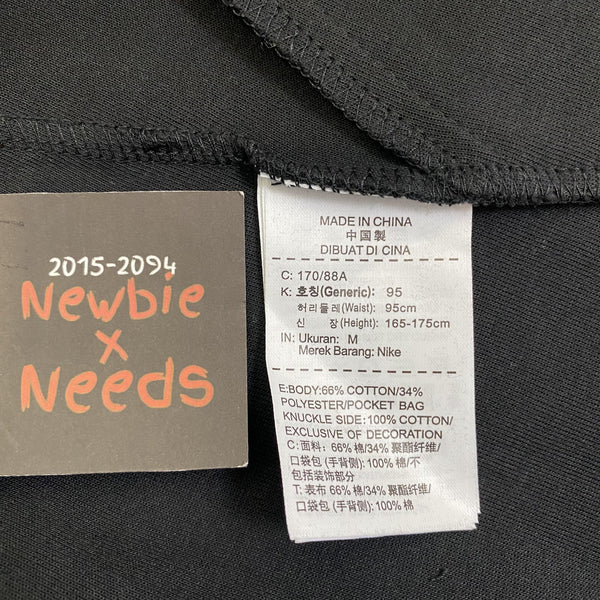 2015-2094
Newbie
x
Needs
MADE IN CHINA
中国製
DIBUAT DI CINA
C: 170/88A
K: 호칭(Generic): 95
허리둘레(Waist): 95cm
신 장(Height): 165-175cm
IN: Ukuran: M
Merek Barang: Nike
E:BODY:66% COTTON/34%
POLYESTER/POCKET BAG
KNUCKLE SIDE:100% COTTON/
EXCLUSIVE OF DECORATION
C: 面料: 66% 棉/34% 聚酯纤维/
口袋包 (手背侧): 100% 棉/不
包括装饰部分
T: 表布 66% 棉/34% 聚酯纤维/
口袋包 (手背侧): 100% 棉